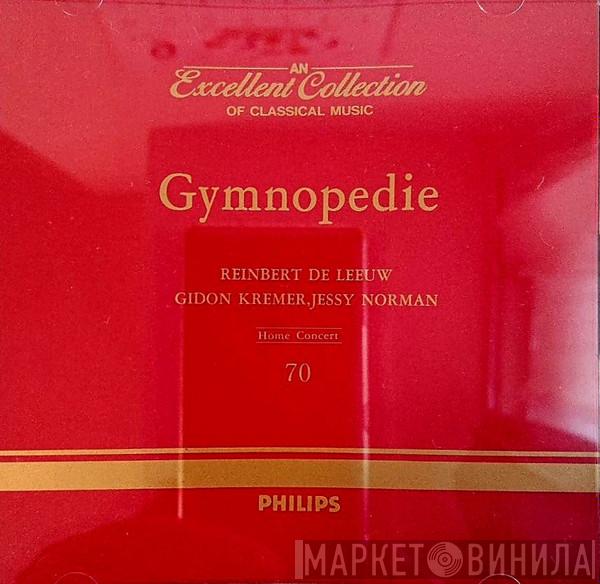 AN
Excellent Collection
OF CLASSICAL MUSIC
Gymnopedie
REINBERT DE LEEUW
GIDON KREMER,JESSY NORMAN
Home Concert
70
PHILIPS
МАРКЕТ ВИНИЛА